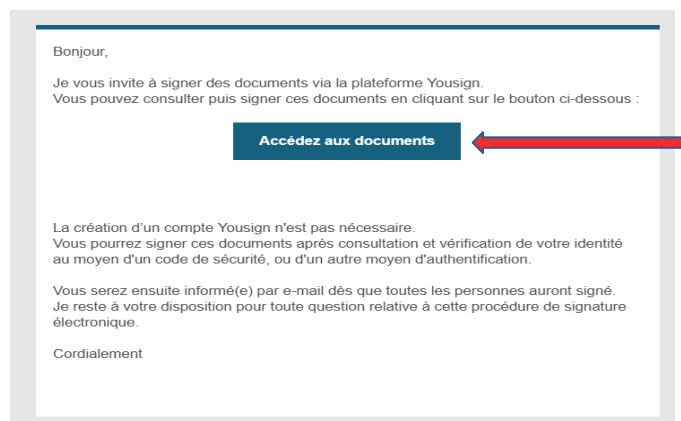 Bonjour,
Je vous invite à signer des documents via la plateforme Yousign.
Vous pouvez consulter puis signer ces documents en cliquant sur le bouton ci-dessous :
Accédez aux documents
La création d'un compte Yousign n'est pas nécessaire.
Vous pourrez signer ces documents après consultation et vérification de votre identité
au moyen d'un code de sécurité, ou d'un autre moyen d'authentification.
Vous serez ensuite informé(e) par e-mail dès que toutes les personnes auront signé.
Je reste à votre disposition pour toute question relative à cette procédure de signature
électronique.
Cordialement